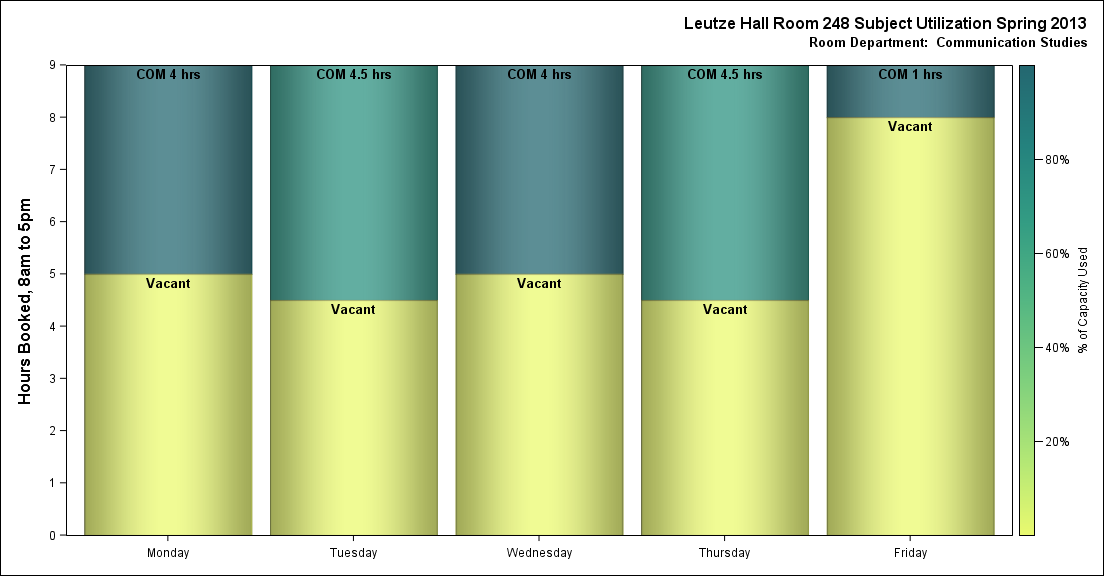 Leutze Hall Room 248 Subject Utilization Spring 2013
Room Department:  Communication Studies
Hours Booked, 8am to 5pm
9
8
7
6
5
4
3
2
1
0
COM 4 hrs
Vacant
COM 4.5 hrs
Vacant
COM 4 hrs
Vacant
COM 4.5 hrs
Vacant
COM 1 hrs
Vacant
Monday
Tuesday
Wednesday
Thursday
Friday
80%
60%
40%
20%
% of Capacity Used